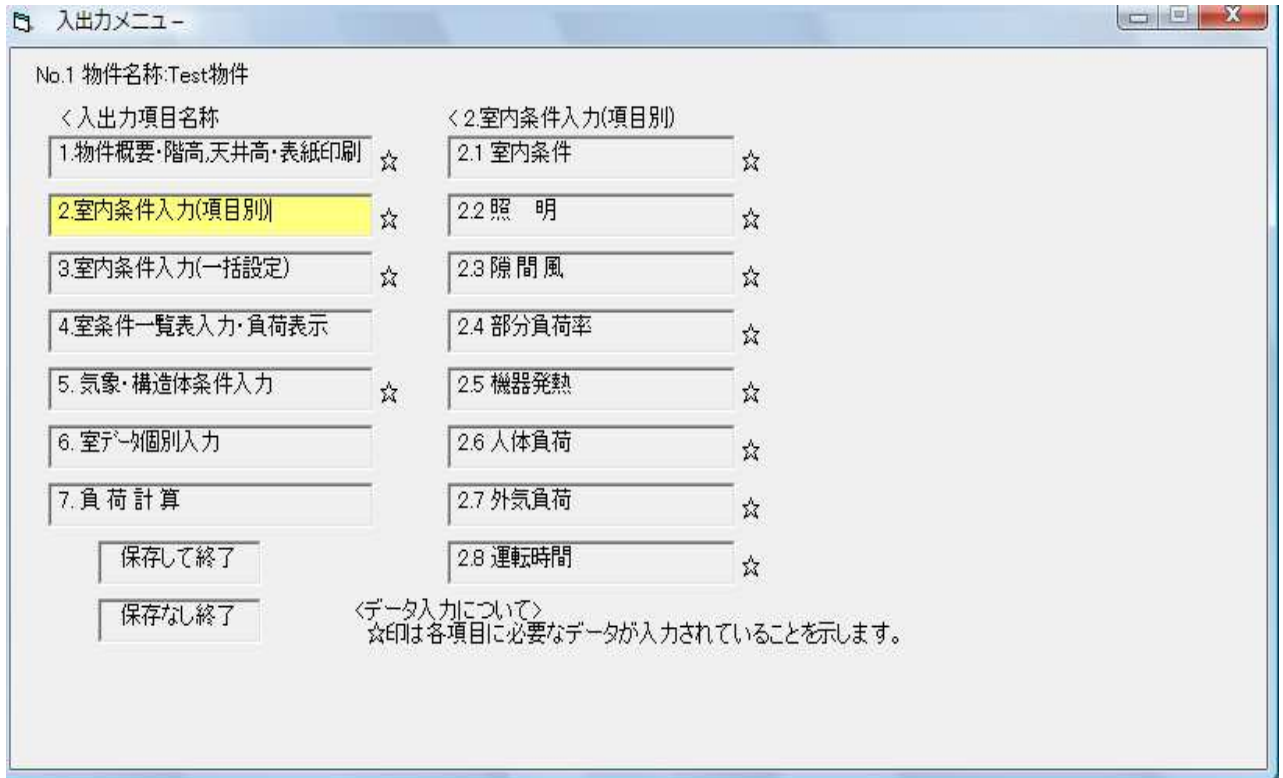 入出力メニュー
No.1 物件名称:Test物件
<入出力項目名称
1.物件概要・階高,天井高・表紙印刷 ☆
2.室内条件入力(項目別) ☆
3.室内条件入力(一括設定) ☆
4.室条件一覧表入力・負荷表示
5. 気象・構造体条件入力 ☆
6. 室データ個別入力
7. 負 荷 計 算
保存して終了
保存なし終了
<2.室内条件入力(項目別)
2.1 室内条件 ☆
2.2 照　明 ☆
2.3 隙 間 風 ☆
2.4 部分負荷率 ☆
2.5 機器発熱 ☆
2.6 人体負荷 ☆
2.7 外気負荷 ☆
2.8 運転時間 ☆
<データ入力について>
☆印は各項目に必要なデータが入力されていることを示します。